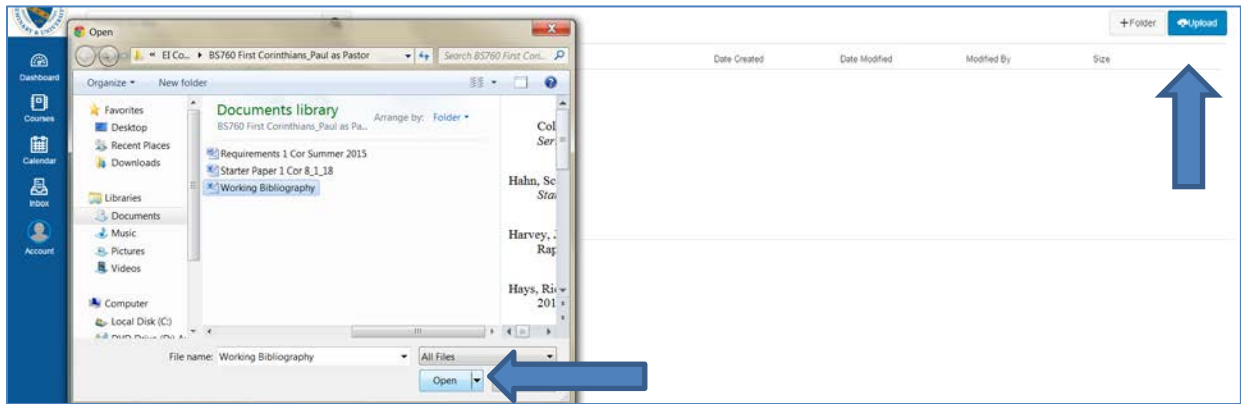 Open
« EI Co... ▸ BS760 First Corinthians_Paul as Pastor
Search BS760 First Cori...
Organize
New folder
Favorites
Desktop
Recent Places
Downloads
Libraries
Documents
Music
Pictures
Videos
Computer
Local Disk (C:)
Documents library
BS760 First Corinthians_Paul as Pa...
Arrange by: Folder
Requirements 1 Cor Summer 2015
Starter Paper 1 Cor 8_1_18
Working Bibliography
Col
Ser
Hahn, Sc
Sta
Harvey,
Rap
Hays, Ri
201
File name: Working Bibliography
All Files
Open
Dashboard
Courses
Calendar
Inbox
Account
+Folder
Upload
Date Created
Date Modified
Modified By
Size